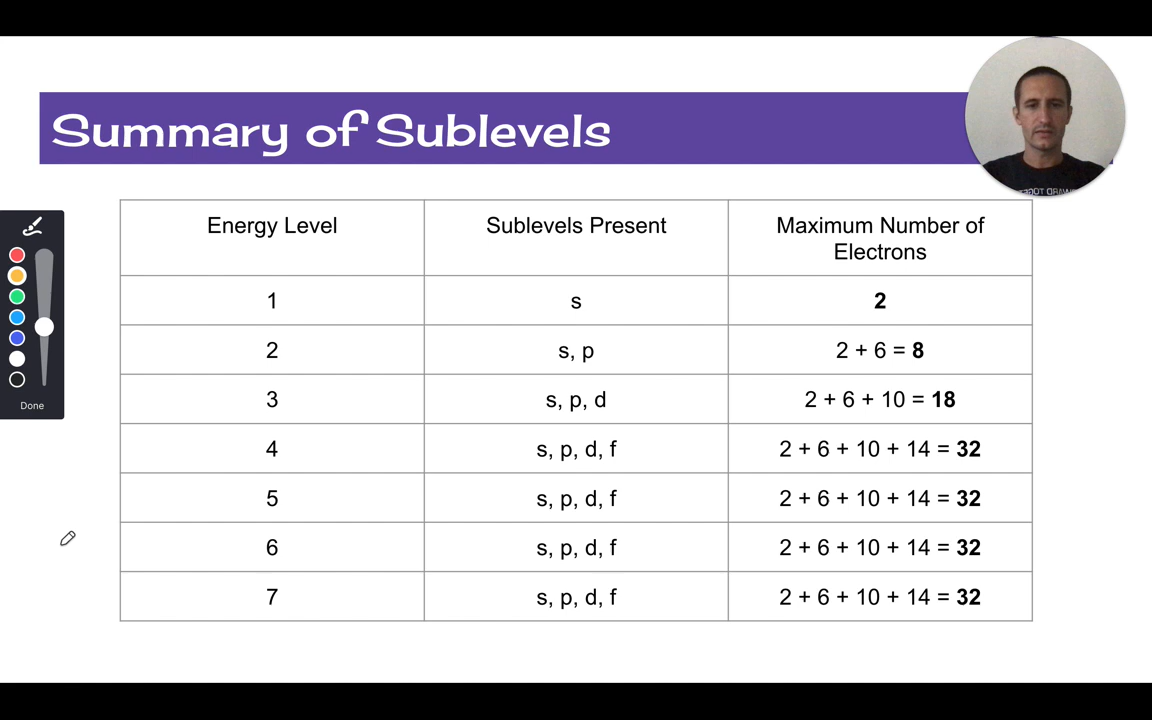 Summary of Sublevels
Energy Level
Sublevels Present
Maximum Number of
Electrons
1
s
2
2
s, p
2 + 6 = 8
3
s, p, d
2 + 6 + 10 = 18
4
s, p, d, f
2 + 6 + 10 + 14 = 32
5
s, p, d, f
2 + 6 + 10 + 14 = 32
6
s, p, d, f
2 + 6 + 10 + 14 = 32
7
s, p, d, f
2 + 6 + 10 + 14 = 32
Done